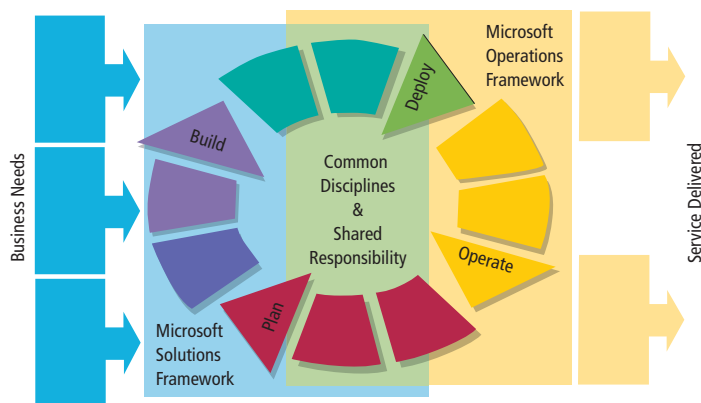 Microsoft
Operations
Framework
Deploy
Build
Common
Disciplines
&
Shared
Responsibility
Business Needs
Service Delivered
Operate
Plan
Microsoft
Solutions
Framework